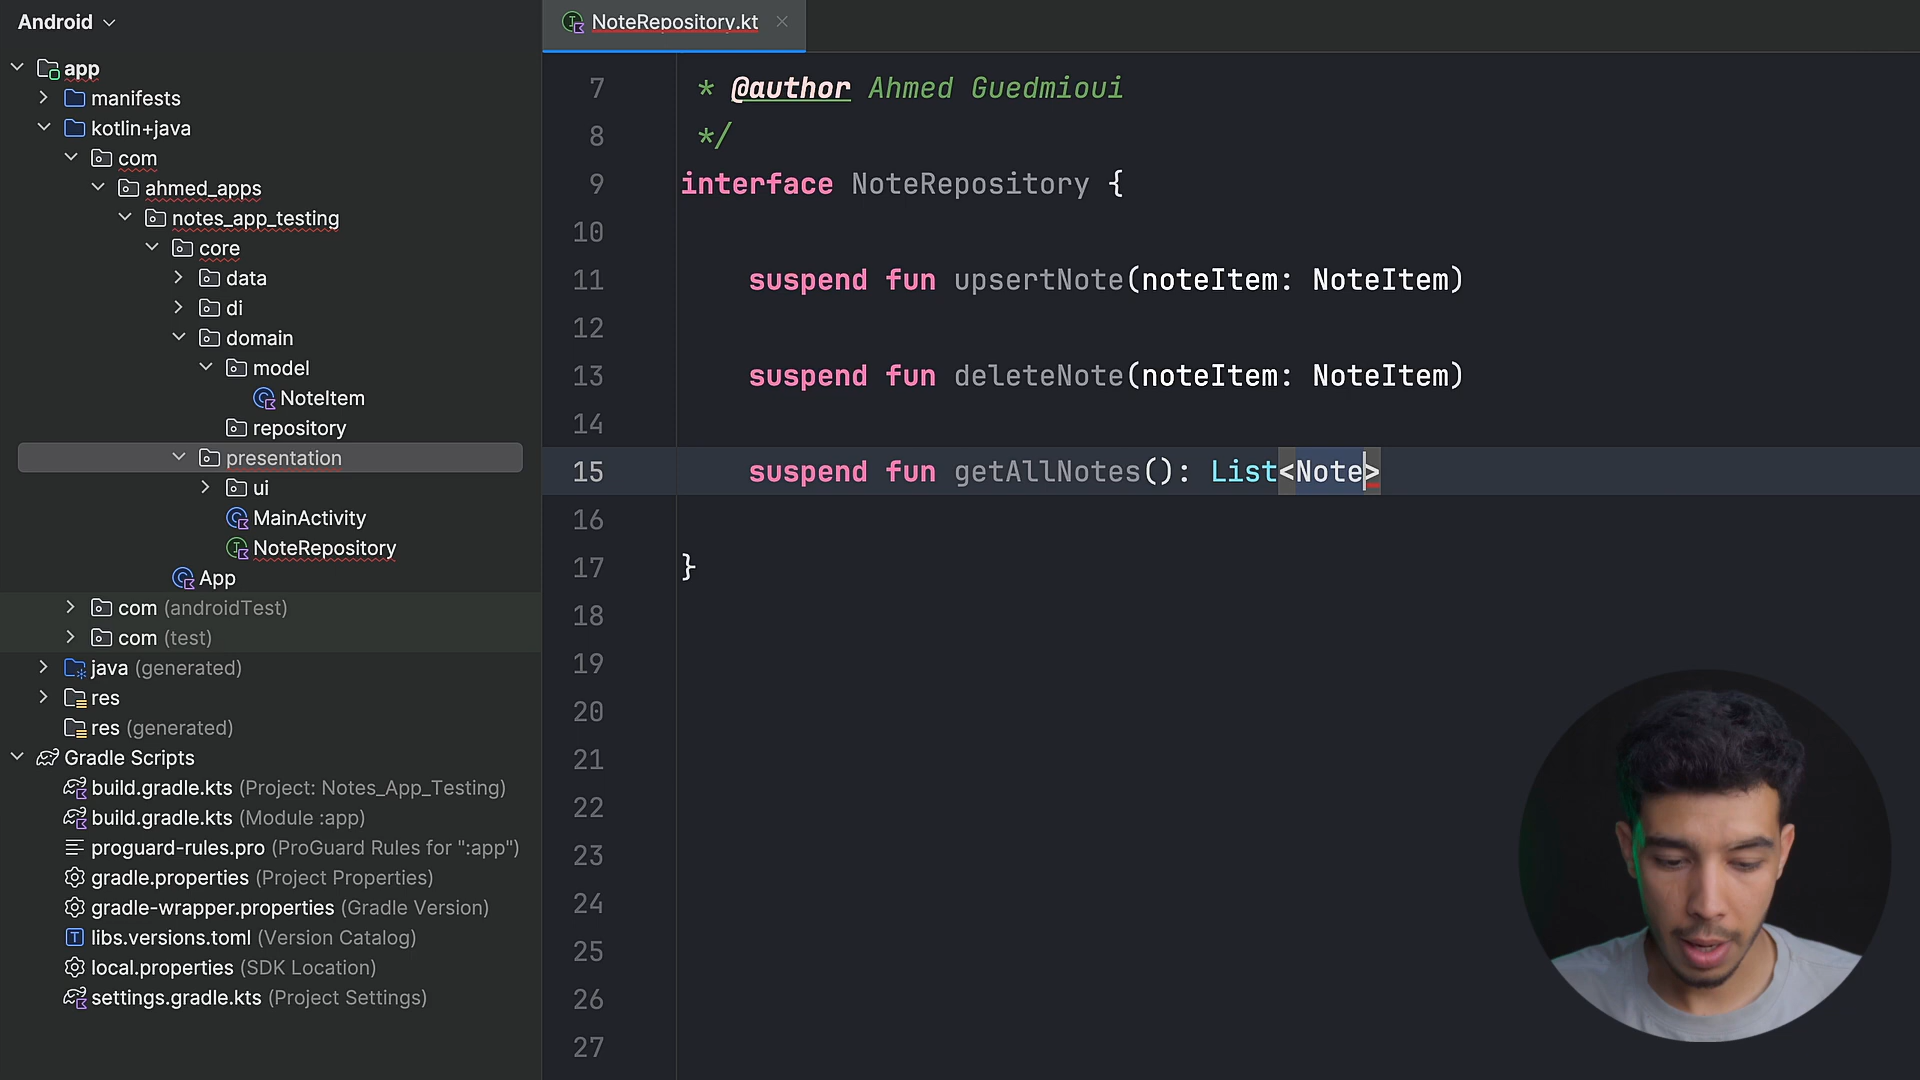 Android
app
manifests
kotlin+java
com
ahmed_apps
notes_app_testing
core
data
di
domain
model
NoteItem
repository
presentation
ui
MainActivity
NoteRepository
App
com (androidTest)
com (test)
java (generated)
res
res (generated)
Gradle Scripts
build.gradle.kts (Project: Notes_App_Testing)
build.gradle.kts (Module :app)
proguard-rules.pro (ProGuard Rules for ":app")
gradle.properties (Project Properties)
gradle-wrapper.properties (Gradle Version)
libs.versions.toml (Version Catalog)
local.properties (SDK Location)
settings.gradle.kts (Project Settings)
NoteRepository.kt
7 * @author Ahmed Guedmioui
8 */
9 interface NoteRepository {
10
11 suspend fun upsertNote(noteItem: NoteItem)
12
13 suspend fun deleteNote(noteItem: NoteItem)
14
15 suspend fun getAllNotes(): List<Note>
16
17 }
18
19
20
21
22
23
24
25
26
27